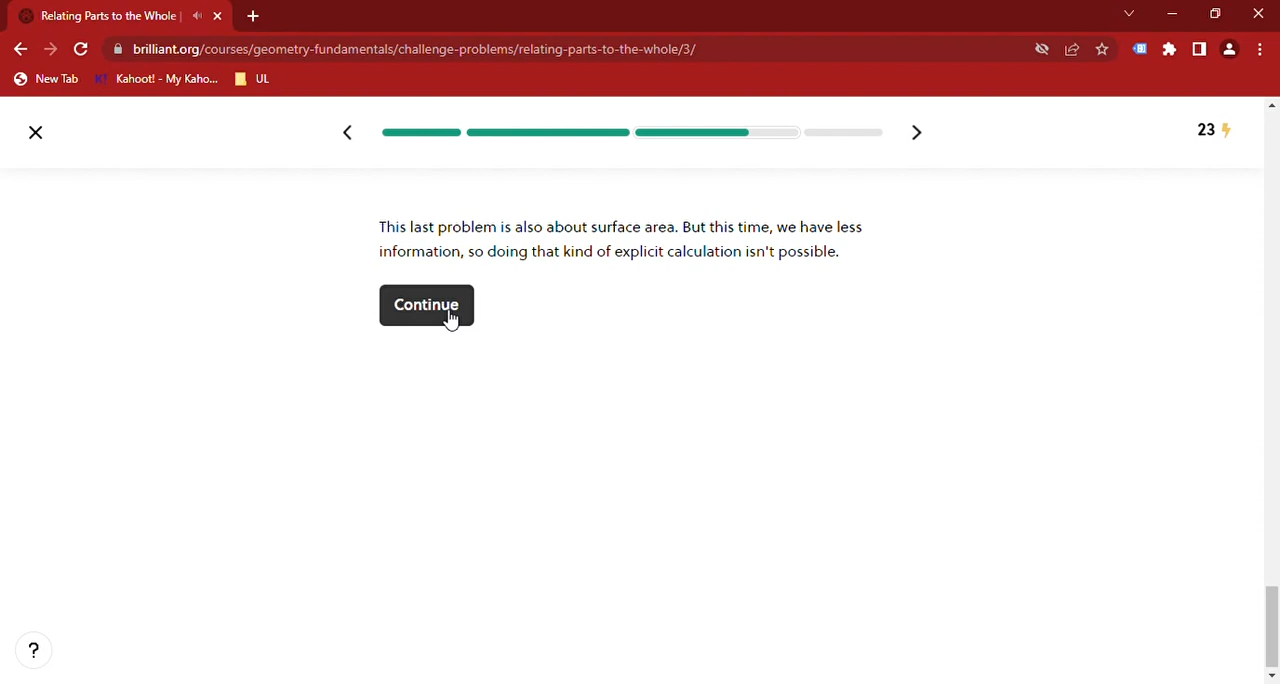 Relating Parts to the Whole |
brilliant.org/courses/geometry-fundamentals/challenge-problems/relating-parts-to-the-whole/3/
New Tab
K! Kahoot! - My Kaho...
UL
23
This last problem is also about surface area. But this time, we have less
information, so doing that kind of explicit calculation isn't possible.
Continue
?